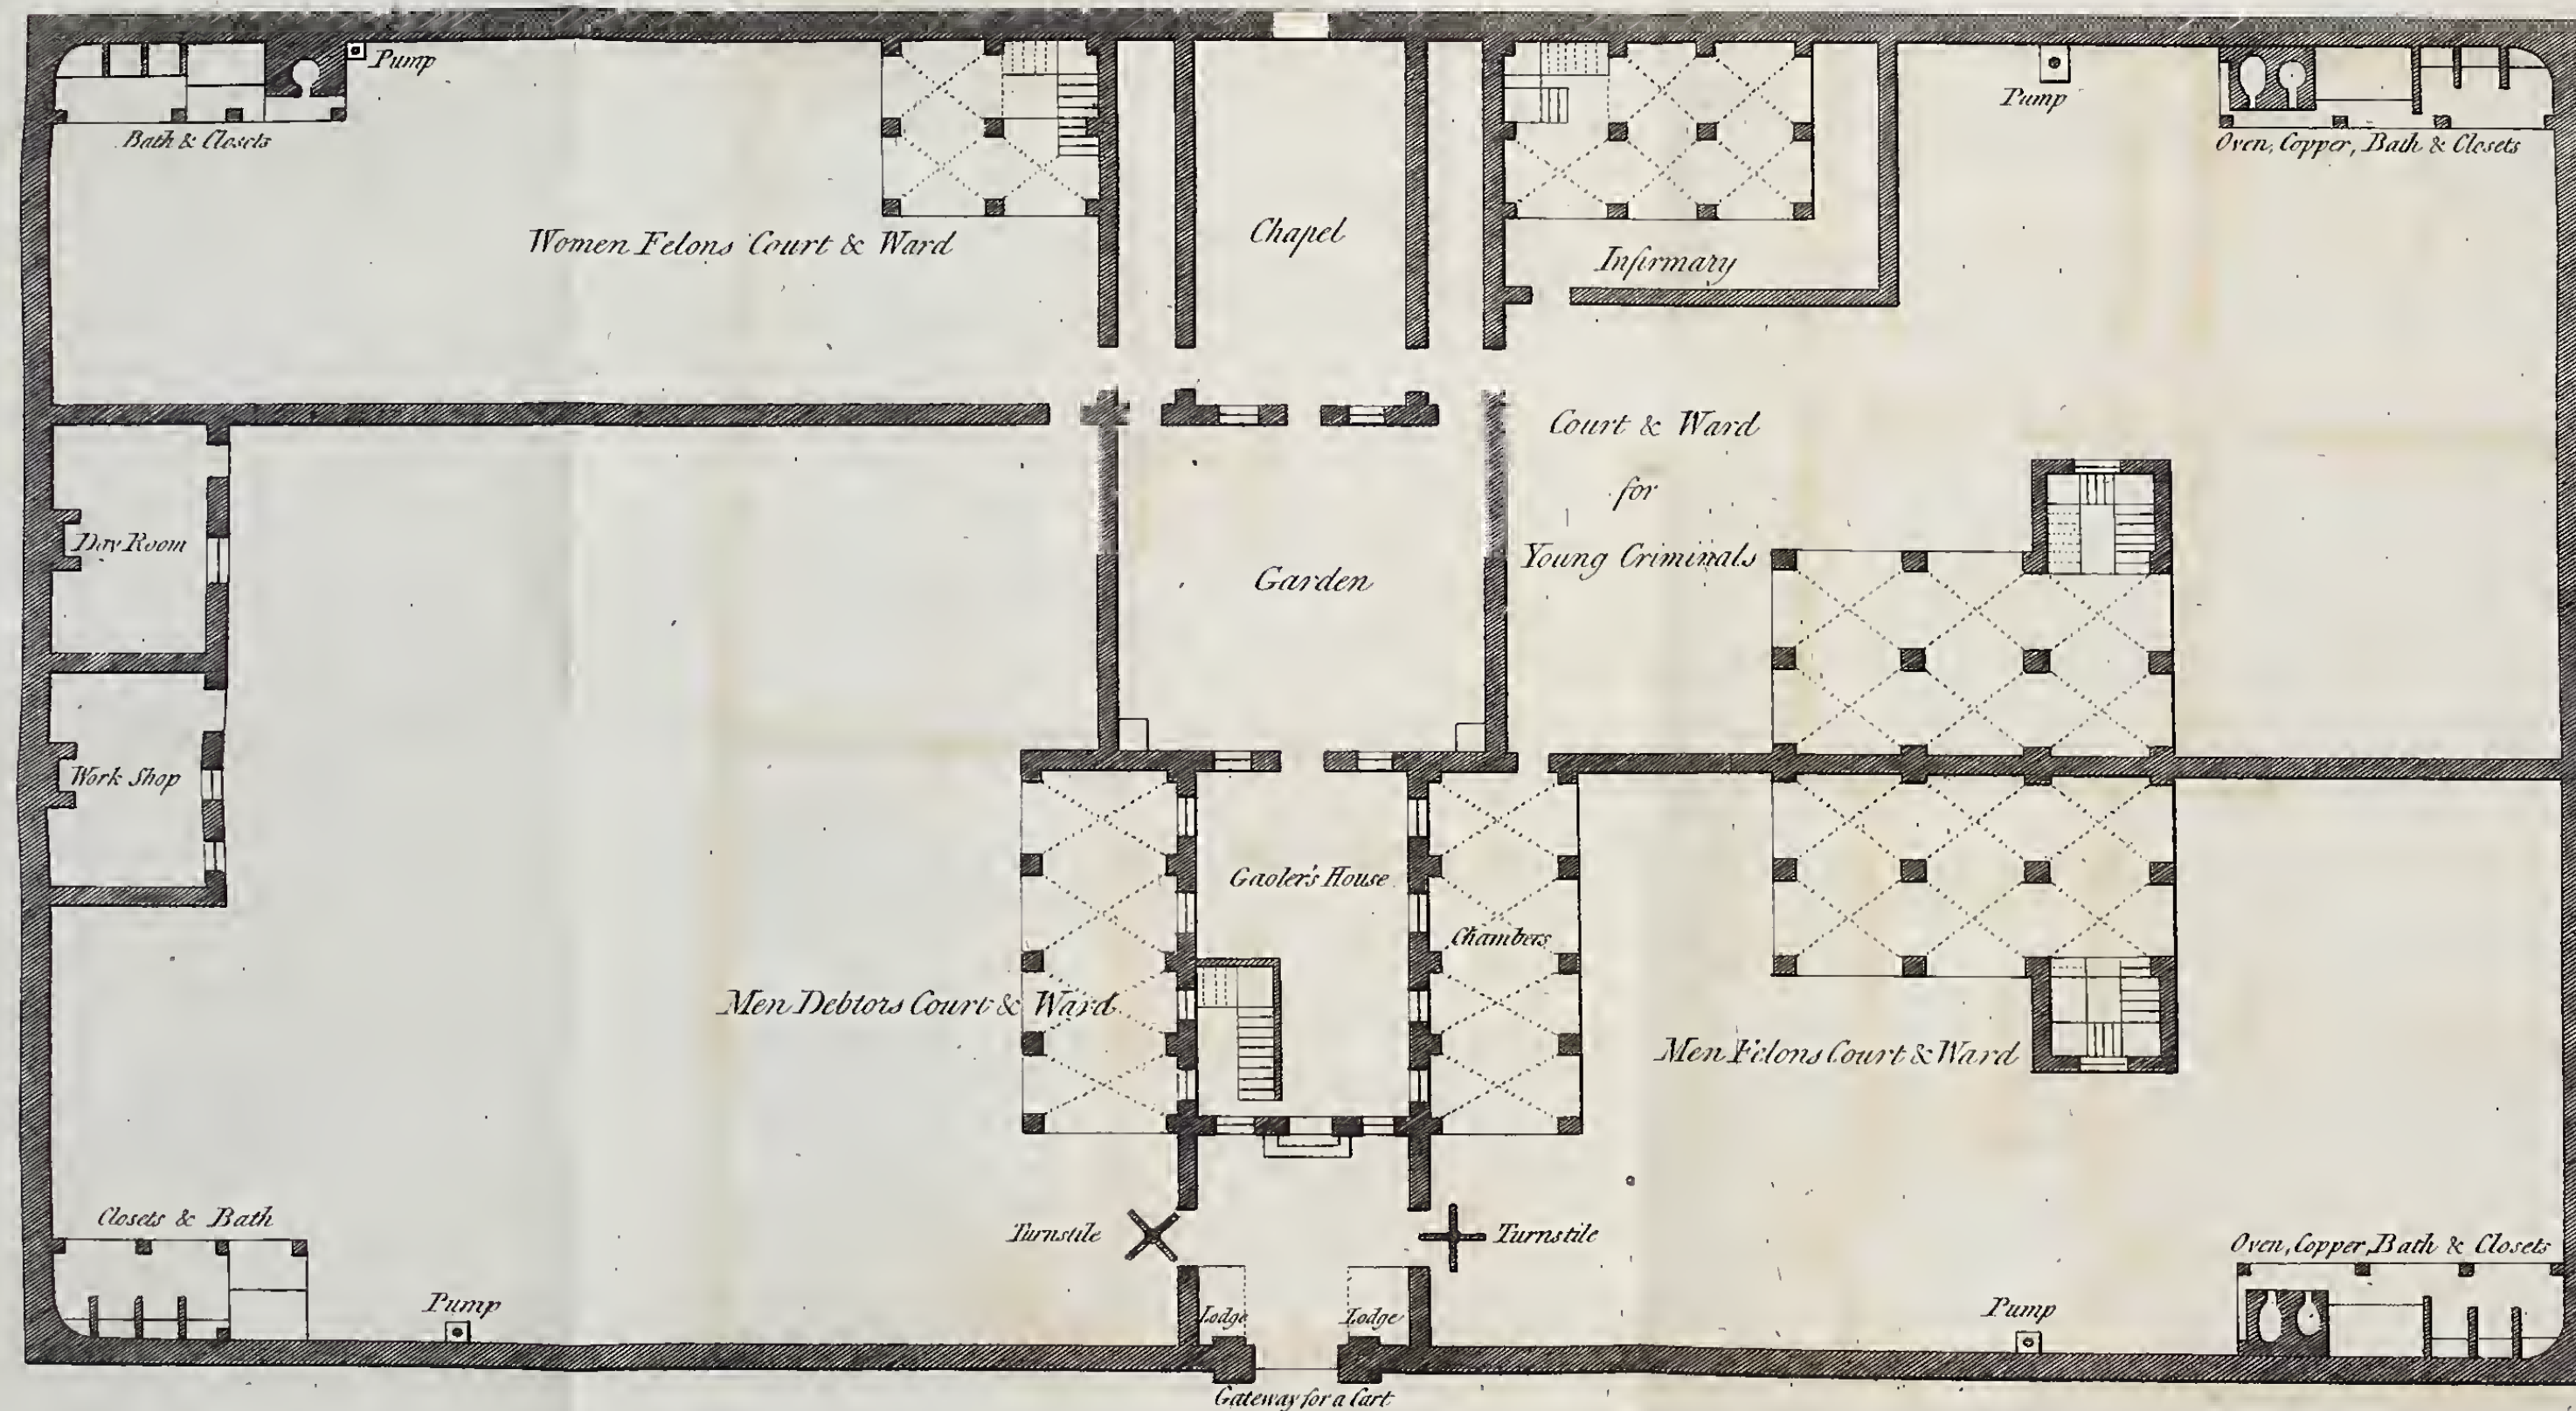 Pump
Pump
Bath & Closets
Oven, Copper, Bath & Closets
Women Felons Court & Ward
Chapel
Infirmary
Court & Ward
for
Young Criminals
Day Room
Garden
Work Shop
Gaoler's House
Chambers
Men Debtors Court & Ward
Men Felons Court & Ward
Closets & Bath
Turnstile
Turnstile
Oven, Copper, Bath & Closets
Pump
Lodge
Lodge
Pump
Gateway for a Cart